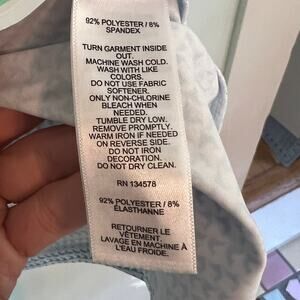 92% POLYESTER / 8%
SPANDEX
TURN GARMENT INSIDE
OUT.
MACHINE WASH COLD.
WASH WITH LIKE
COLORS.
DO NOT USE FABRIC
SOFTENER.
ONLY NON-CHLORINE
BLEACH WHEN
NEEDED.
TUMBLE DRY LOW.
REMOVE PROMPTLY.
WARM IRON IF NEEDED
ON REVERSE SIDE.
DO NOT IRON
DECORATION.
DO NOT DRY CLEAN.
RN 134578
92% POLYESTER / 8%
ÉLASTHANNE
RETOURNER LE
VÊTEMENT.
LAVAGE EN MACHINE À
L'EAU FROIDE.